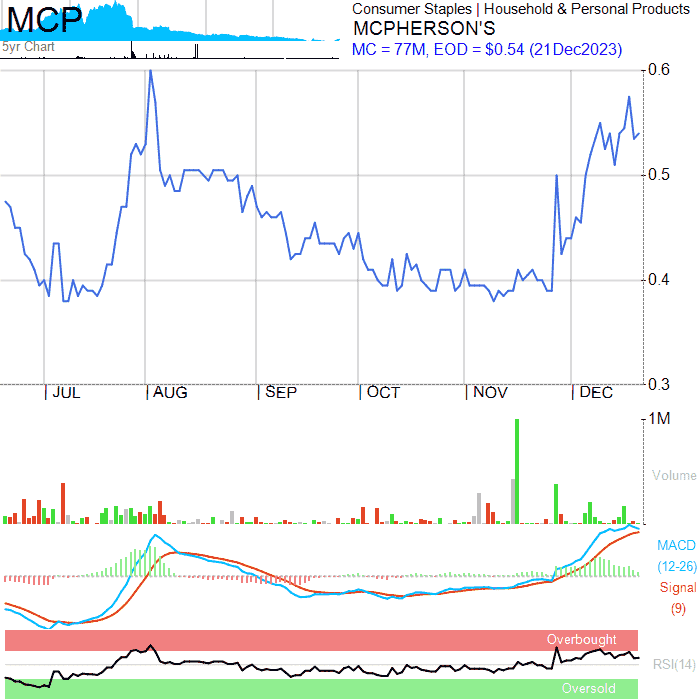 MCP
5yr Chart
Consumer Staples | Household & Personal Products
MCPHERSON'S
MC = 77M, EOD = $0.54 (21Dec2023)
0.6
0.5
0.4
0.3
JUL AUG SEP OCT NOV DEC
1M
Volume
MACD
(12-26)
Signal
(9)
Overbought
RSI(14)
Oversold